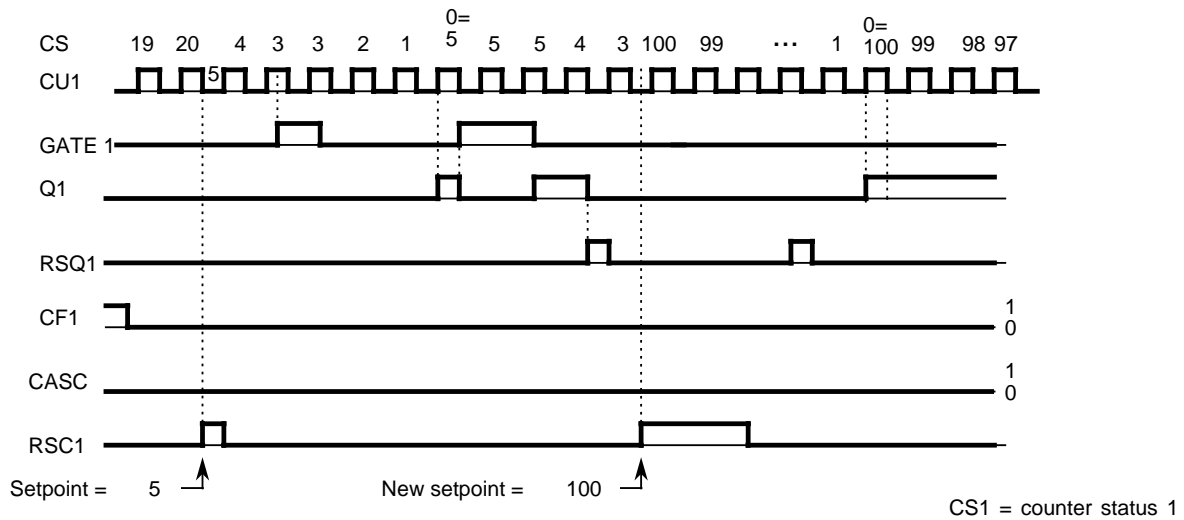 0=
0=
CS 19 20 4 3 3 2 1 5 5 5 4 3 100 99 ... 1 100 99 98 97
CU1 5
GATE 1
Q1
RSQ1
CF1 1
0
CASC 1
0
RSC1
Setpoint = 5 New setpoint = 100
CS1 = counter status 1